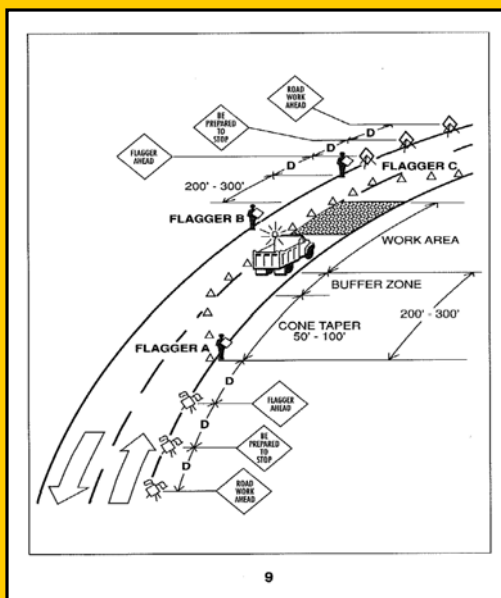 ROAD
WORK
AHEAD
BE
PREPARED
TO
STOP
FLAGGER
AHEAD
D
D
D
FLAGGER C
200' - 300'
FLAGGER B
WORK AREA
BUFFER ZONE
CONE TAPER
50' - 100'
200' - 300'
FLAGGER A
D
FLAGGER
AHEAD
D
BE
PREPARED
TO
STOP
D
ROAD
WORK
AHEAD
9